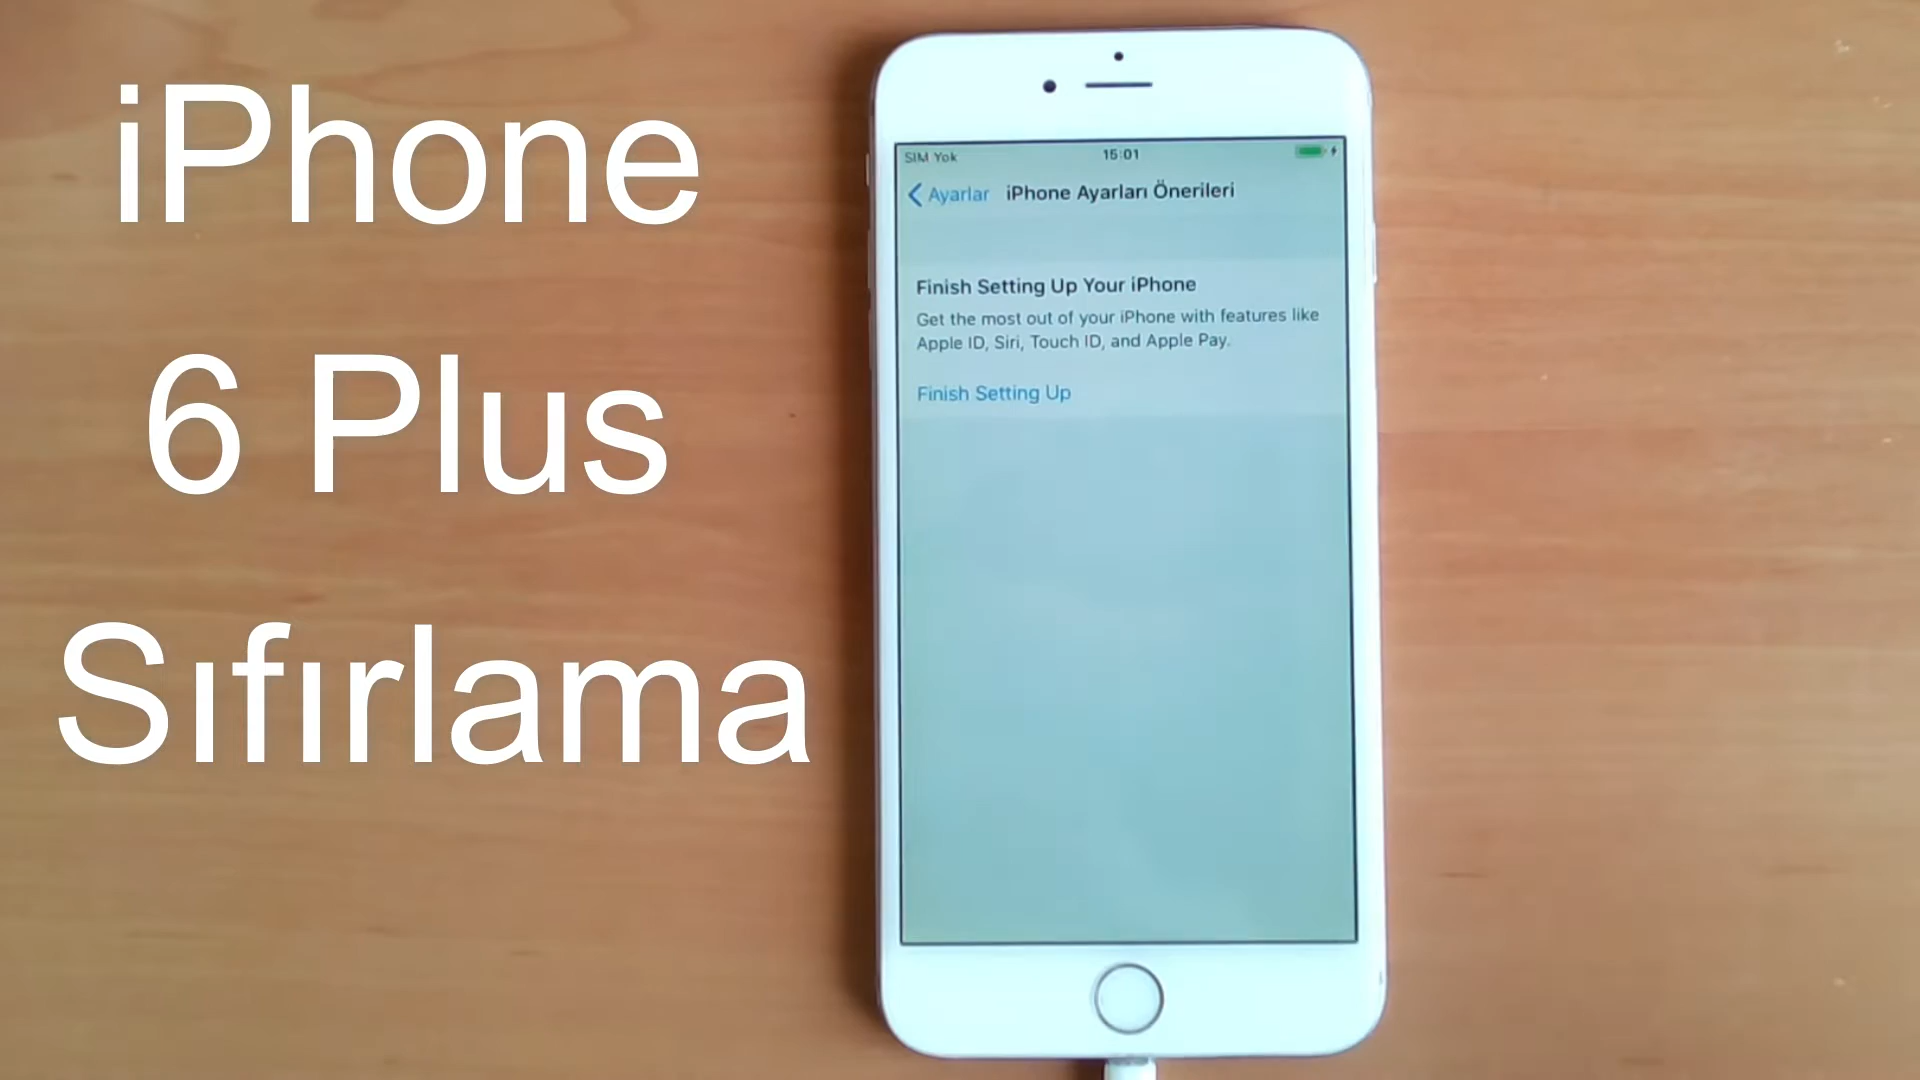 iPhone
6 Plus
Sıfırlama
SIM Yok
15:01
Ayarlar
iPhone Ayarları Önerileri
Finish Setting Up Your iPhone
Get the most out of your iPhone with features like
Apple ID, Siri, Touch ID, and Apple Pay.
Finish Setting Up